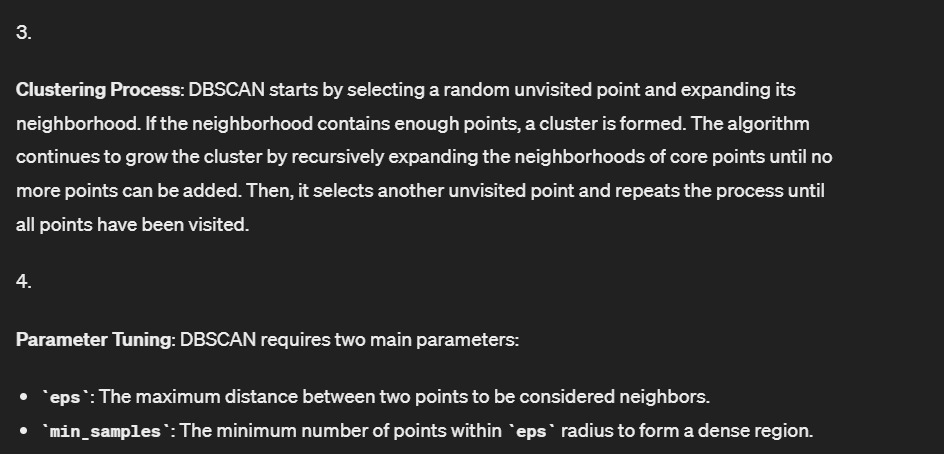 3.
Clustering Process: DBSCAN starts by selecting a random unvisited point and expanding its
neighborhood. If the neighborhood contains enough points, a cluster is formed. The algorithm
continues to grow the cluster by recursively expanding the neighborhoods of core points until no
more points can be added. Then, it selects another unvisited point and repeats the process until
all points have been visited.
4.
Parameter Tuning: DBSCAN requires two main parameters:
• `eps`: The maximum distance between two points to be considered neighbors.
• `min_samples`: The minimum number of points within `eps` radius to form a dense region.